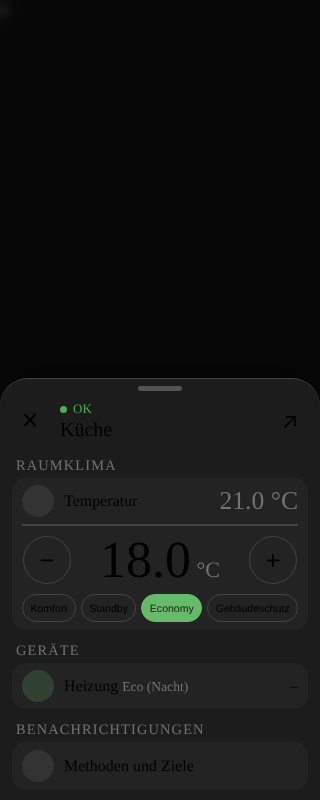 OK
Küche
RAUMKLIMA
Temperatur 21.0 °C
− 18.0 °C +
Komfort Standby Economy Gebäudeschutz
GERÄTE
Heizung Eco (Nacht) –
BENACHRICHTIGUNGEN
Methoden und Ziele